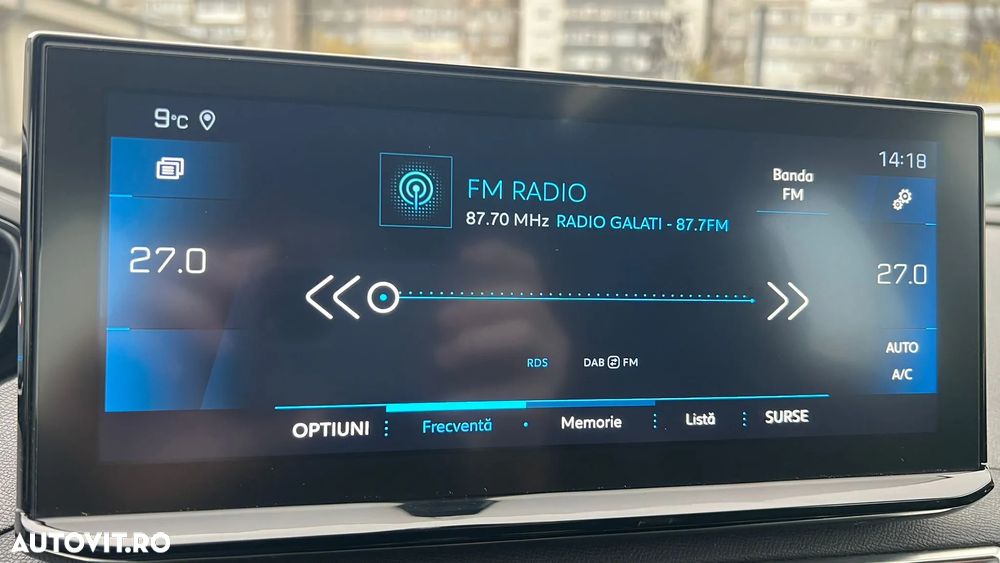 9°C
14:18
FM RADIO
87.70 MHz RADIO GALATI - 87.7FM
Banda
FM
27.0
27.0
RDS
DAB FM
AUTO
A/C
OPTIUNI
Frecventă
Memorie
Listă
SURSE
AUTOVIT.RO